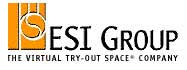 ESI GROUP
THE VIRTUAL TRY-OUT SPACE® COMPANY